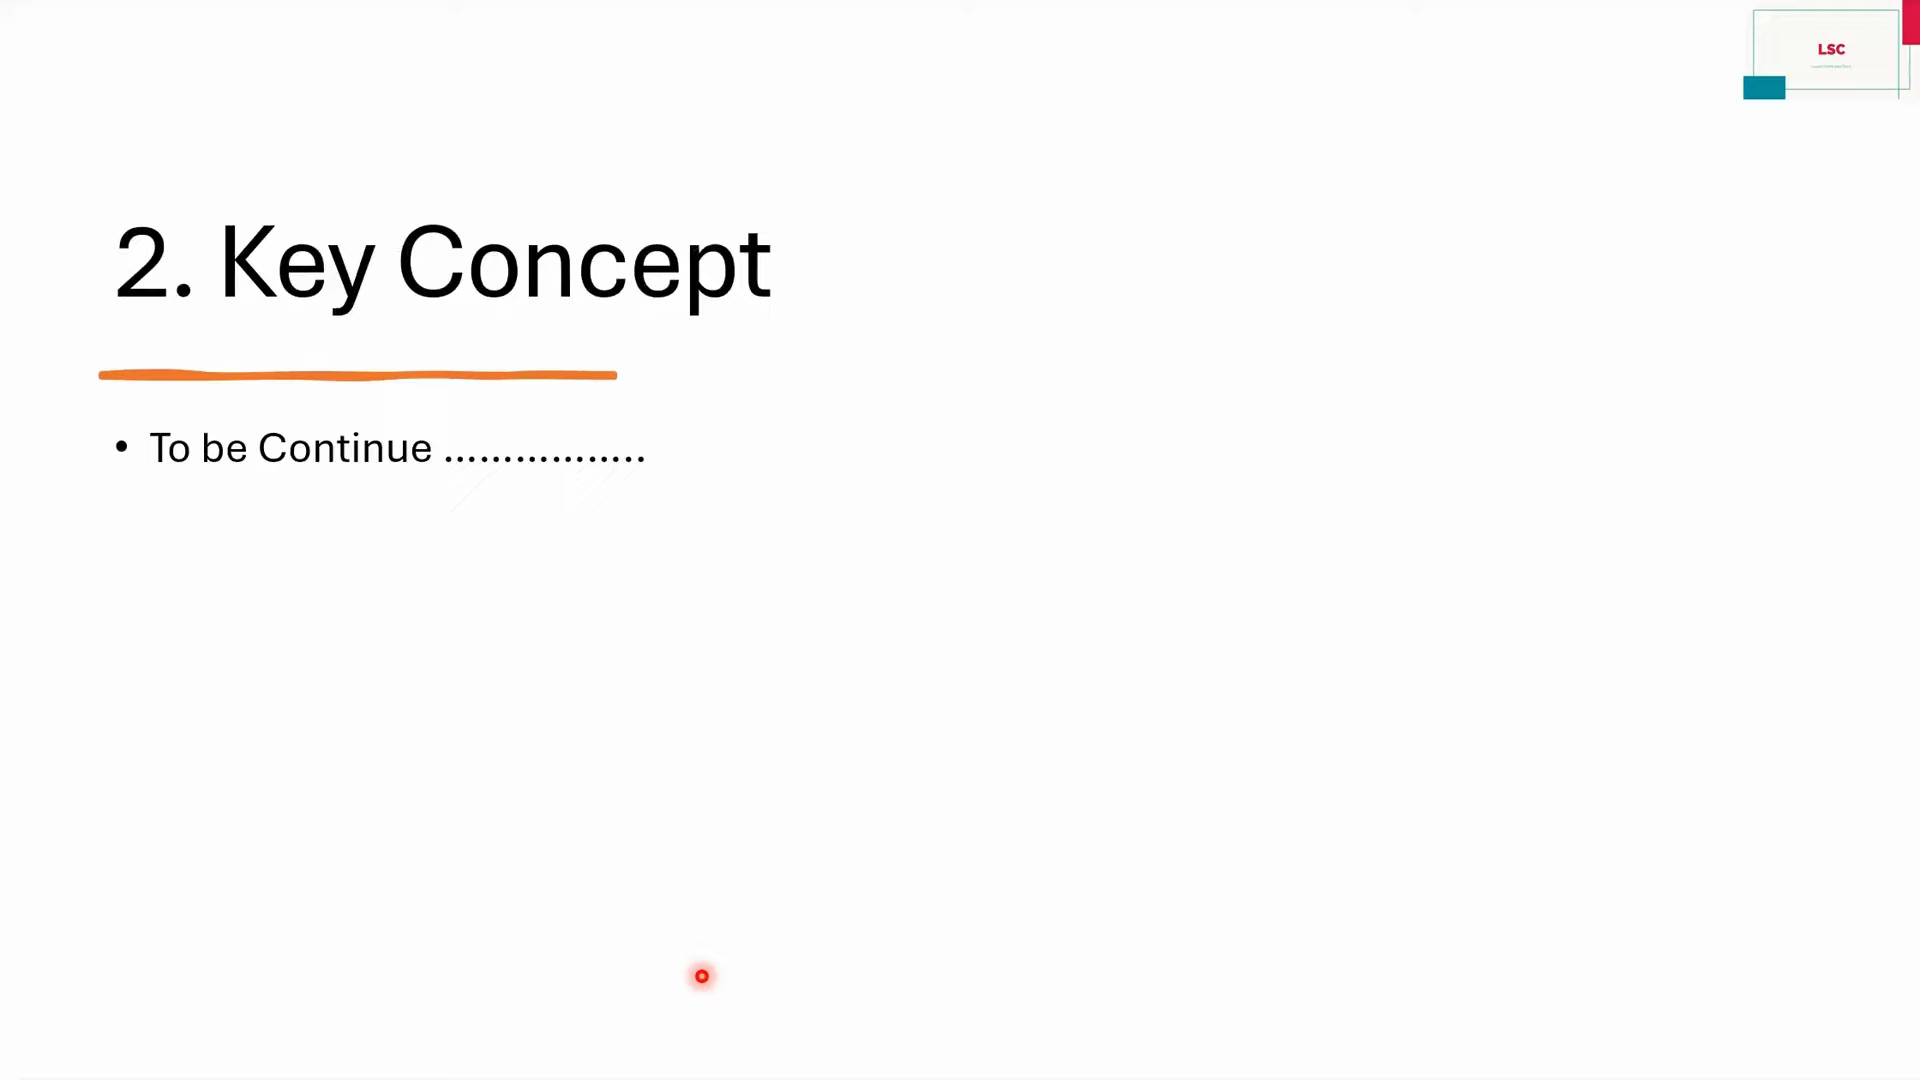 LSC
2. Key Concept
• To be Continue ……………..